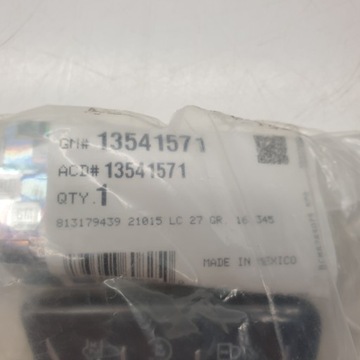 GM# 13541571
ACD# 13541571
QTY. 1
813179439 21015 LC 27 GR. 16.345
MADE IN MEXICO